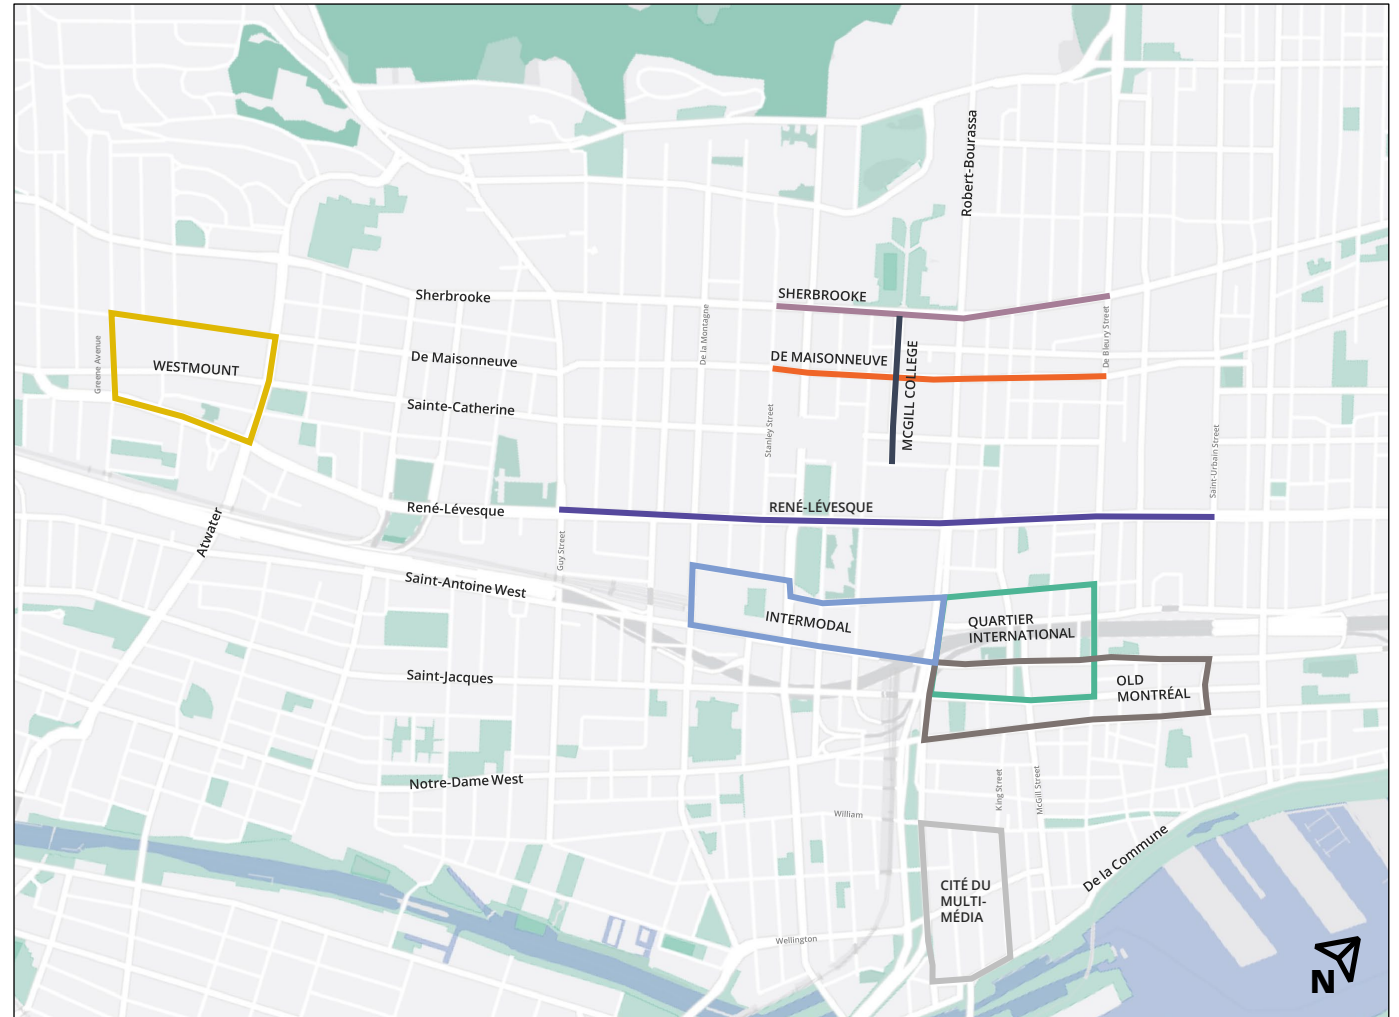 Robert-Bourassa
SHERBROOKE
Sherbrooke
De la Montagne
De Bleury Street
Greene Avenue
WESTMOUNT
De Maisonneuve
DE MAISONNEUVE
MCGILL COLLEGE
Sainte-Catherine
Stanley Street
Saint-Urbain Street
René-Lévesque
RENÉ-LÉVESQUE
Atwater
Guy Street
Saint-Antoine West
INTERMODAL
QUARTIER
INTERNATIONAL
Saint-Jacques
OLD
MONTRÉAL
Notre-Dame West
King Street
McGill Street
William
De la Commune
CITÉ DU
MULTI-
MÉDIA
Wellington
N